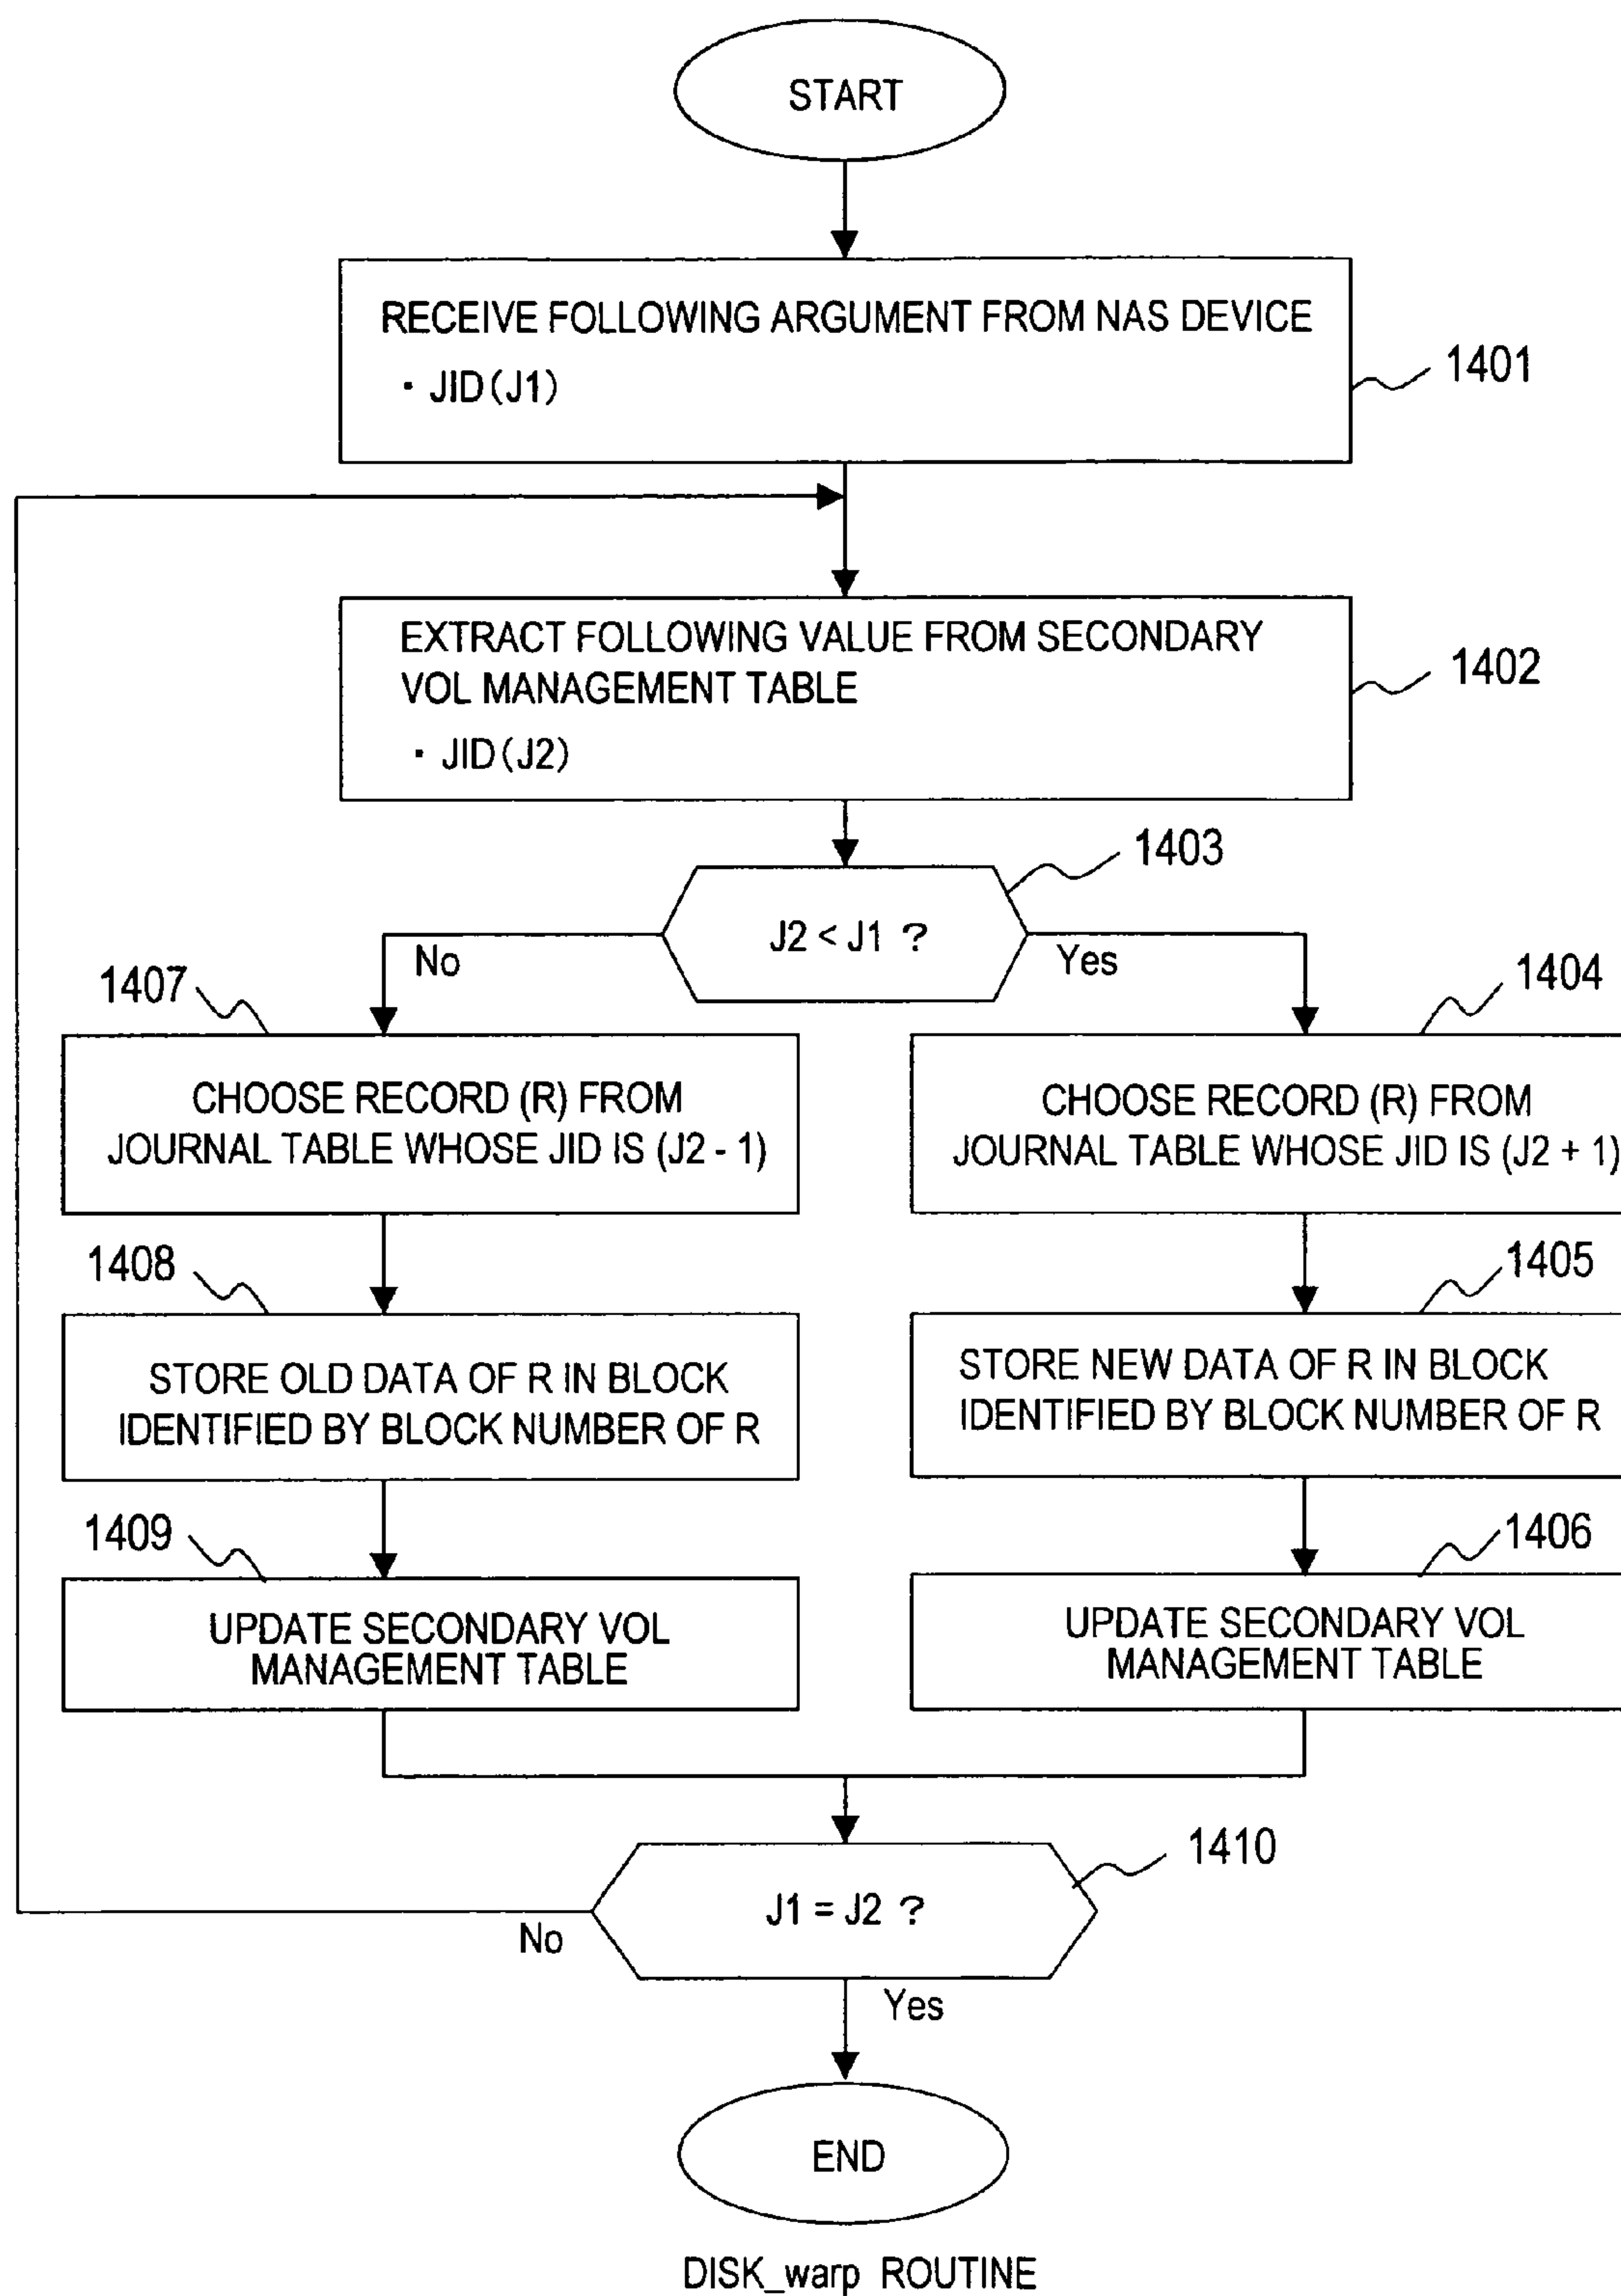 START
RECEIVE FOLLOWING ARGUMENT FROM NAS DEVICE
・JID(J1)
1401
EXTRACT FOLLOWING VALUE FROM SECONDARY
VOL MANAGEMENT TABLE
・JID(J2)
1402
1403
J2 < J1 ?
No
Yes
1407
1404
CHOOSE RECORD (R) FROM
JOURNAL TABLE WHOSE JID IS (J2 - 1)
CHOOSE RECORD (R) FROM
JOURNAL TABLE WHOSE JID IS (J2 + 1)
1408
1405
STORE OLD DATA OF R IN BLOCK
IDENTIFIED BY BLOCK NUMBER OF R
STORE NEW DATA OF R IN BLOCK
IDENTIFIED BY BLOCK NUMBER OF R
1409
1406
UPDATE SECONDARY VOL
MANAGEMENT TABLE
UPDATE SECONDARY VOL
MANAGEMENT TABLE
1410
J1 = J2 ?
No
Yes
END
DISK_warp ROUTINE